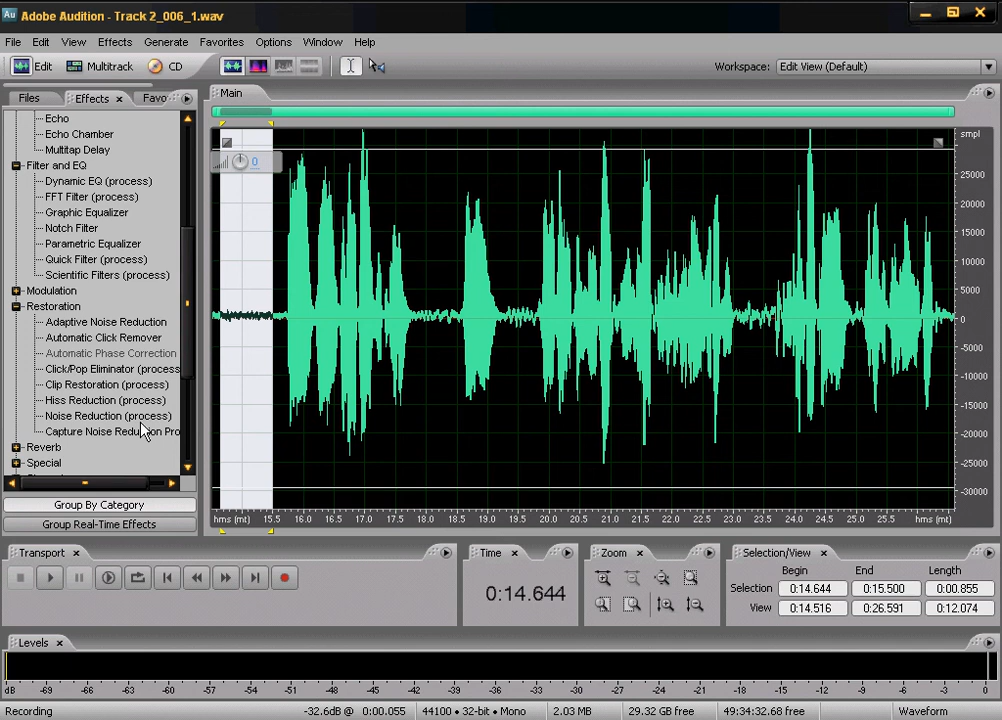 Au Adobe Audition - Track 2_006_1.wav
File Edit View Effects Generate Favorites Options Window Help
Edit Multitrack CD Workspace: Edit View (Default)
Files Effects Favo Main
Echo
Echo Chamber
Multitap Delay
Filter and EQ
Dynamic EQ (process)
FFT Filter (process)
Graphic Equalizer
Notch Filter
Parametric Equalizer
Quick Filter (process)
Scientific Filters (process)
Modulation
Restoration
Adaptive Noise Reduction
Automatic Click Remover
Automatic Phase Correction
Click/Pop Eliminator (process
Clip Restoration (process)
Hiss Reduction (process)
Noise Reduction (process)
Capture Noise Reduction Pro
Reverb
Special
Group By Category
Group Real-Time Effects
0
smpl
25000
20000
15000
10000
5000
0
-5000
-10000
-15000
-20000
-25000
-30000
hms (mt) 15.5 16.0 16.5 17.0 17.5 18.0 18.5 19.0 19.5 20.0 20.5 21.0 21.5 22.0 22.5 23.0 23.5 24.0 24.5 25.0 25.5 hms (mt)
Transport Time Zoom Selection/View
0:14.644
Begin End Length
Selection 0:14.644 0:15.500 0:00.855
View 0:14.516 0:26.591 0:12.074
Levels
dB -69 -66 -63 -60 -57 -54 -51 -48 -45 -42 -39 -36 -33 -30 -27 -24 -21 -18 -15 -12 -9 -6 -3 0
Recording -32.6dB @ 0:00.055 44100 • 32-bit • Mono 2.03 MB 29.32 GB free 49:34:32.68 free Waveform